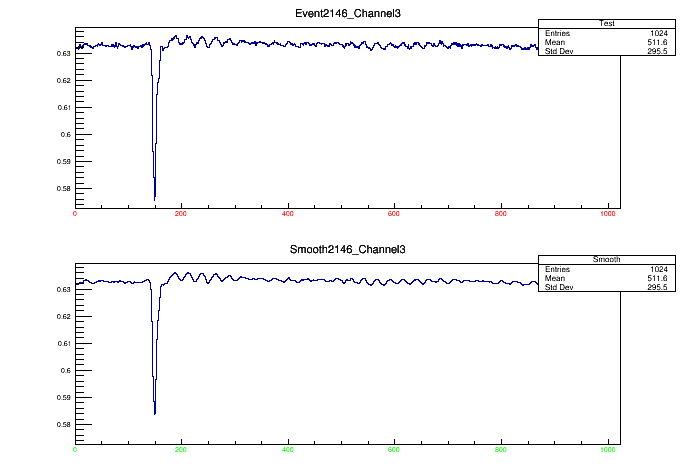 Event2146_Channel3
Test
Entries 1024
Mean 511.6
Std Dev 295.5
0.63
0.62
0.61
0.6
0.59
0.58
0 200 400 600 800 1000
Smooth2146_Channel3
Smooth
Entries 1024
Mean 511.6
Std Dev 295.5
0.63
0.62
0.61
0.6
0.59
0.58
0 200 400 600 800 1000